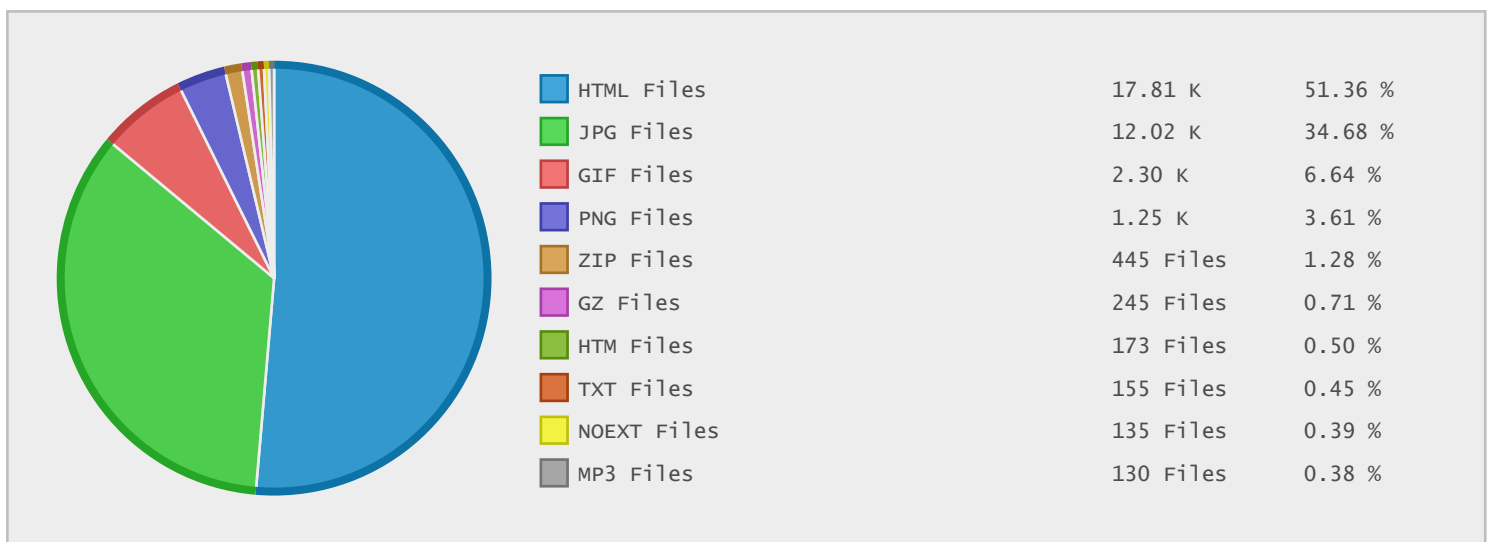 HTML Files 17.81 K 51.36 %
JPG Files 12.02 K 34.68 %
GIF Files 2.30 K 6.64 %
PNG Files 1.25 K 3.61 %
ZIP Files 445 Files 1.28 %
GZ Files 245 Files 0.71 %
HTM Files 173 Files 0.50 %
TXT Files 155 Files 0.45 %
NOEXT Files 135 Files 0.39 %
MP3 Files 130 Files 0.38 %